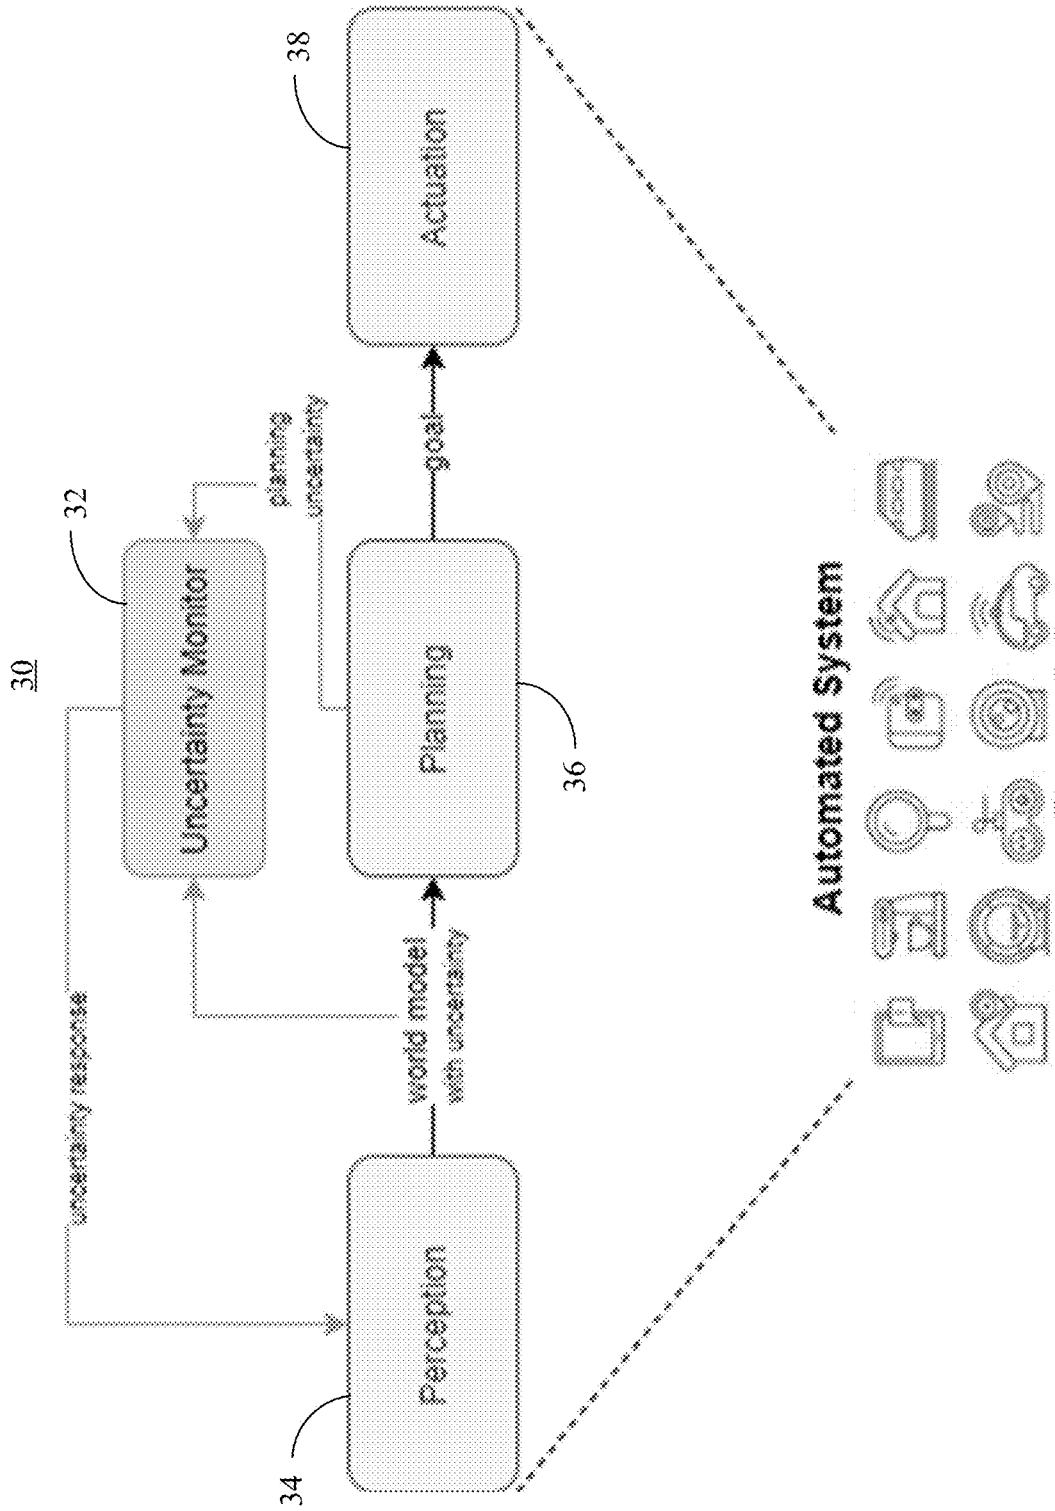 30
uncertainty response
32
Uncertainty Monitor
planning
uncertainty
34
Perception
world model
with uncertainty
Planning
36
goal
Actuation
38
Automated System